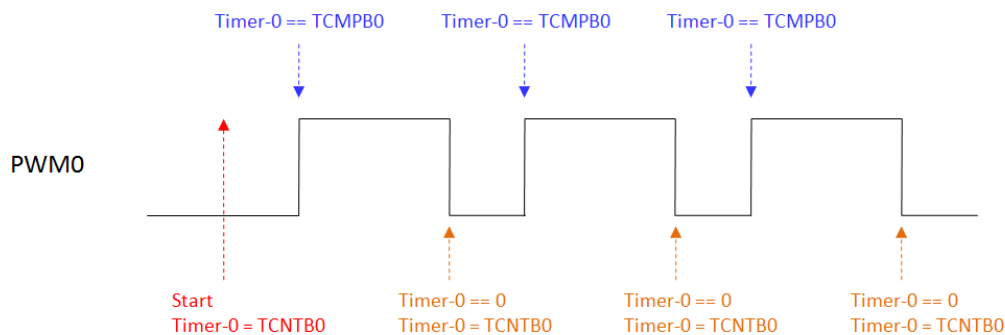 Timer-0 == TCMPB0 Timer-0 == TCMPB0 Timer-0 == TCMPB0
PWM0
Start Timer-0 == 0 Timer-0 == 0 Timer-0 == 0
Timer-0 = TCNTB0 Timer-0 = TCNTB0 Timer-0 = TCNTB0 Timer-0 = TCNTB0